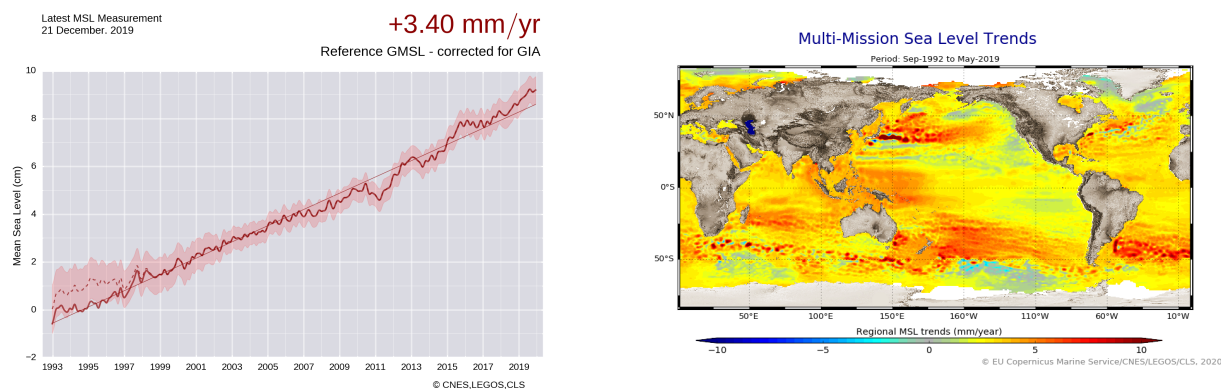 Latest MSL Measurement
21 December. 2019
+3.40 mm/yr
Reference GMSL - corrected for GIA
Mean Sea Level (cm)
10
8
6
4
2
0
−2
1993 1995 1997 1999 2001 2003 2005 2007 2009 2011 2013 2015 2017 2019
© CNES,LEGOS,CLS
Multi-Mission Sea Level Trends
Period: Sep-1992 to May-2019
50°N
0°S
50°S
50°E 100°E 150°E 160°W 110°W 60°W 10°W
Regional MSL trends (mm/year)
−10 −5 0 5 10
© EU Copernicus Marine Service/CNES/LEGOS/CLS, 2020